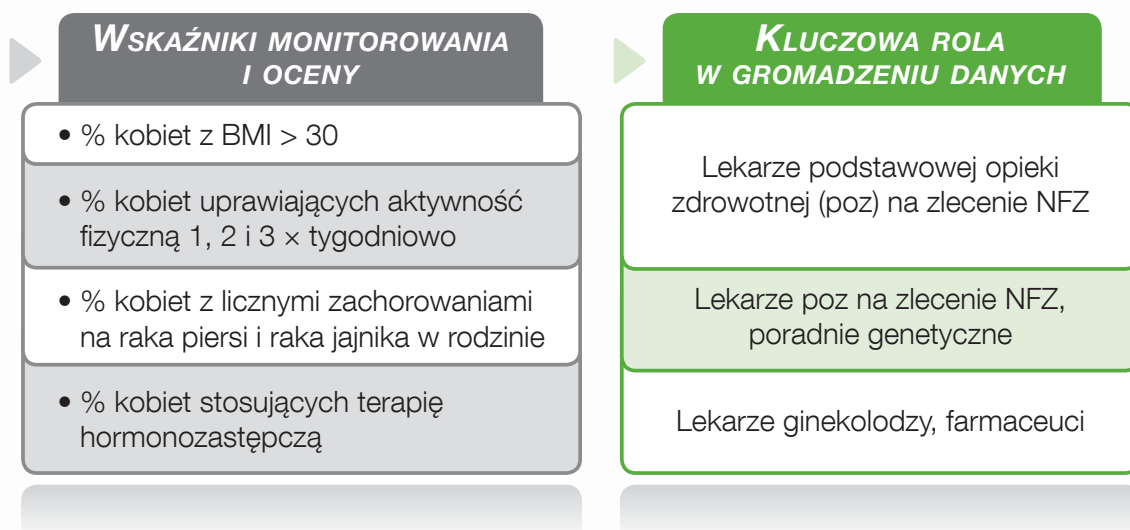 WSKAŹNIKI MONITOROWANIA
I OCENY
• % kobiet z BMI > 30
• % kobiet uprawiających aktywność
fizyczną 1, 2 i 3 × tygodniowo
• % kobiet z licznymi zachorowaniami
na raka piersi i raka jajnika w rodzinie
• % kobiet stosujących terapię
hormonozastępczą
KLUCZOWA ROLA
W GROMADZENIU DANYCH
Lekarze podstawowej opieki
zdrowotnej (poz) na zlecenie NFZ
Lekarze poz na zlecenie NFZ,
poradnie genetyczne
Lekarze ginekolodzy, farmaceuci